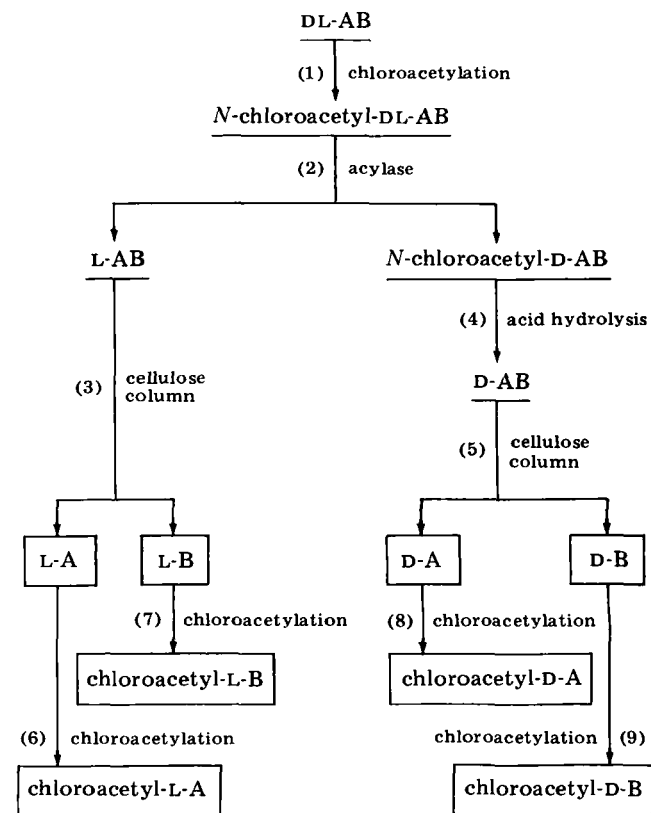 DL-AB
(1) chloroacetylation
N-chloroacetyl-DL-AB
(2) acylase
L-AB N-chloroacetyl-D-AB
(4) acid hydrolysis
D-AB
(3) cellulose
column
(5) cellulose
column
L-A L-B D-A D-B
(7) chloroacetylation (8) chloroacetylation
chloroacetyl-L-B chloroacetyl-D-A
(6) chloroacetylation chloroacetylation (9)
chloroacetyl-L-A chloroacetyl-D-B